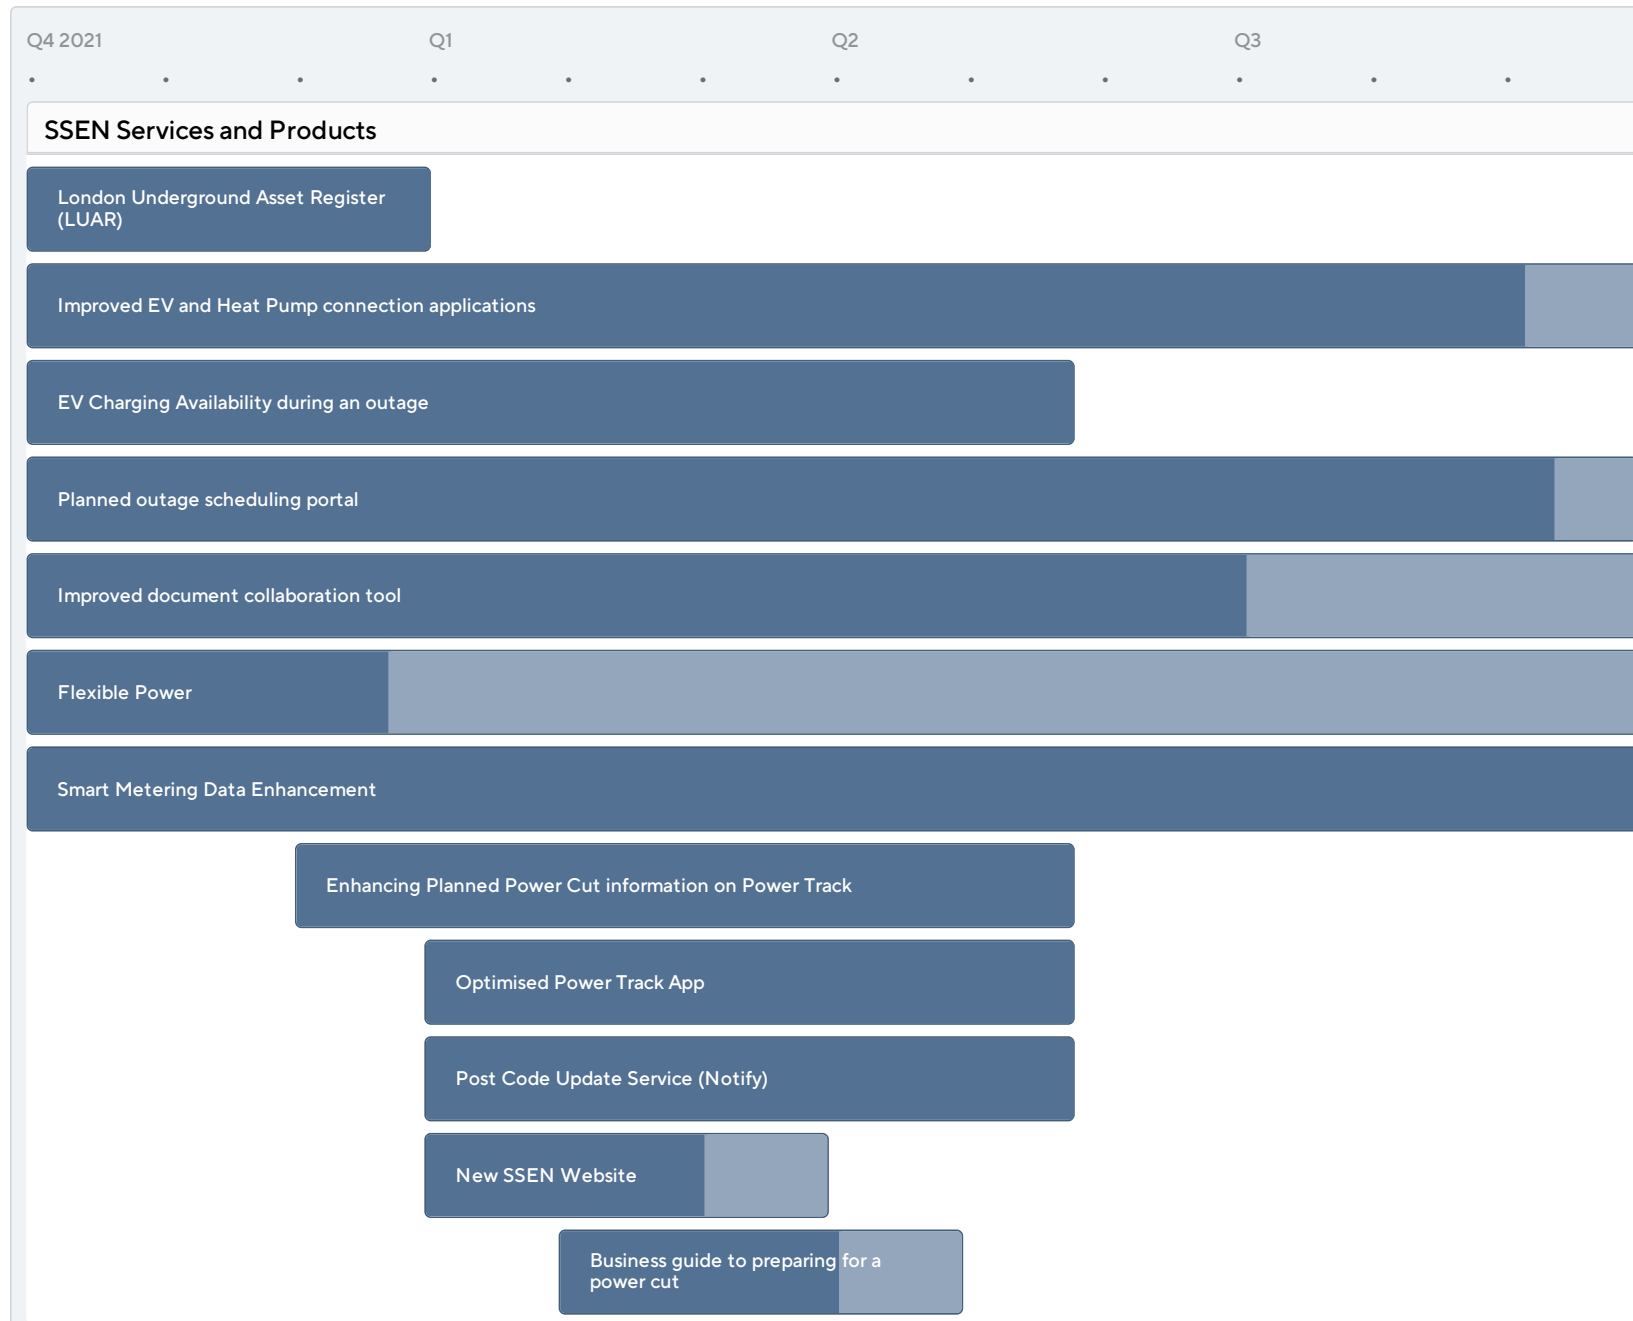 Q4 2021 Q1 Q2 Q3
SSEN Services and Products
London Underground Asset Register
(LUAR)
Improved EV and Heat Pump connection applications
EV Charging Availability during an outage
Planned outage scheduling portal
Improved document collaboration tool
Flexible Power
Smart Metering Data Enhancement
Enhancing Planned Power Cut information on Power Track
Optimised Power Track App
Post Code Update Service (Notify)
New SSEN Website
Business guide to preparing for a
power cut